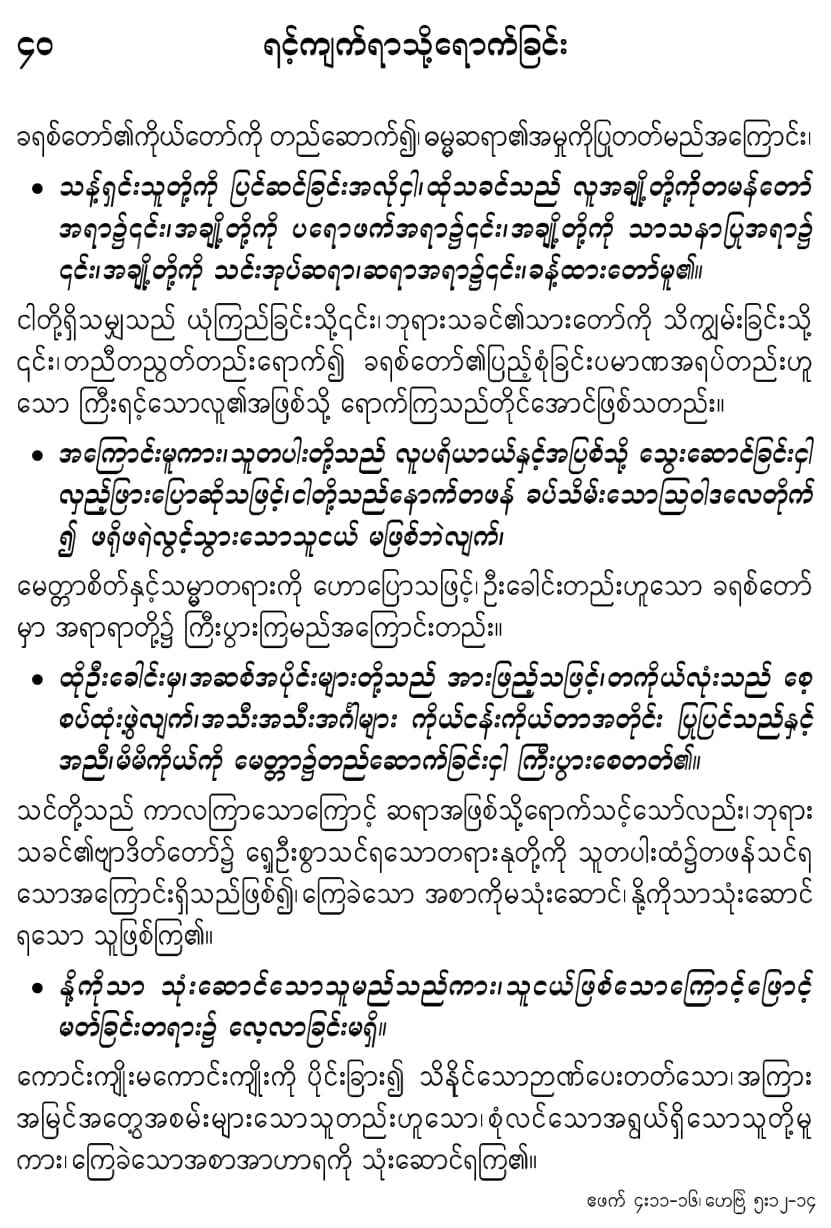 ၄၀ ရင့်ကျက်ရာသို့ရောက်ခြင်း
ခရစ်တော်၏ကိုယ်တော်ကို တည်ဆောက်၍၊ဓမ္မဆရာ၏အမှုကိုပြုတတ်မည်အကြောင်း၊
• သန့်ရှင်းသူတို့ကို ပြင်ဆင်ခြင်းအလိုငှါ၊ထိုသခင်သည် လူအချို့တို့ကိုတမန်တော်
အရာ၌၎င်း၊အချို့တို့ကို ပရောဖက်အရာ၌၎င်း၊အချို့တို့ကို သာသနာပြုအရာ၌
၎င်း၊အချို့တို့ကို သင်းအုပ်ဆရာ၊ဆရာအရာ၌၎င်း၊ခန့်ထားတော်မူ၏။
ငါတို့ရှိသမျှသည် ယုံကြည်ခြင်းသို့၎င်း၊ဘုရားသခင်၏သားတော်ကို သိကျွမ်းခြင်းသို့
၎င်း၊တညီတညွတ်တည်းရောက်၍ ခရစ်တော်၏ပြည့်စုံခြင်းပမာဏအရပ်တည်းဟူ
သော ကြီးရင့်သောလူ၏အဖြစ်သို့ ရောက်ကြသည်တိုင်အောင်ဖြစ်သတည်း။
• အကြောင်းမူကား၊သူတပါးတို့သည် လူပရိယာယ်နှင့်အပြစ်သို့ သွေးဆောင်ခြင်းငှါ
လှည့်ဖြားပြောဆိုသဖြင့်၊ငါတို့သည်နောက်တဖန် ခပ်သိမ်းသောသြဝါဒလေတိုက်
၍ ဖရိုဖရဲလွင့်သွားသောသူငယ် မဖြစ်ဘဲလျက်၊
မေတ္တာစိတ်နှင့်သမ္မာတရားကို ဟောပြောသဖြင့်၊ဦးခေါင်းတည်းဟူသော ခရစ်တော်
မှာ အရာရာတို့၌ ကြီးပွားကြမည်အကြောင်းတည်း။
• ထိုဦးခေါင်းမှ၊အဆစ်အပိုင်းများတို့သည် အားဖြည့်သဖြင့်၊တကိုယ်လုံးသည် စေ့
စပ်ထုံးဖွဲ့လျက်၊အသီးအသီးအင်္ဂါများ ကိုယ်ငန်းကိုယ်တာအတိုင်း ပြုပြင်သည်နှင့်
အညီ၊မိမိကိုယ်ကို မေတ္တာ၌တည်ဆောက်ခြင်းငှါ ကြီးပွားစေတတ်၏။
သင်တို့သည် ကာလကြာသောကြောင့် ဆရာအဖြစ်သို့ရောက်သင့်သော်လည်း၊ဘုရား
သခင်၏ဗျာဒိတ်တော်၌ ရှေ့ဦးစွာသင်ရသောတရားနုတို့ကို သူတပါးထံ၌တဖန်သင်ရ
သောအကြောင်းရှိသည်ဖြစ်၍၊ကြေခဲသော အစာကိုမသုံးဆောင်၊နို့ကိုသာသုံးဆောင်
ရသော သူဖြစ်ကြ၏။
• နို့ကိုသာ သုံးဆောင်သောသူမည်သည်ကား၊သူငယ်ဖြစ်သောကြောင့်ဖြောင့်
မတ်ခြင်းတရား၌ လေ့လာခြင်းမရှိ။
ကောင်းကျိုးမကောင်းကျိုးကို ပိုင်းခြား၍ သိနိုင်သောဉာဏ်ပေးတတ်သော၊အကြား
အမြင်အတွေ့အစမ်းများသောသူတည်းဟူသော၊စုံလင်သောအရွယ်ရှိသောသူတို့မူ
ကား၊ကြေခဲသောအစာအာဟာရကို သုံးဆောင်ရကြ၏။
ဧဖက် ၄း၁၁-၁၆၊ဟေဗြဲ ၅း၁၂-၁၄